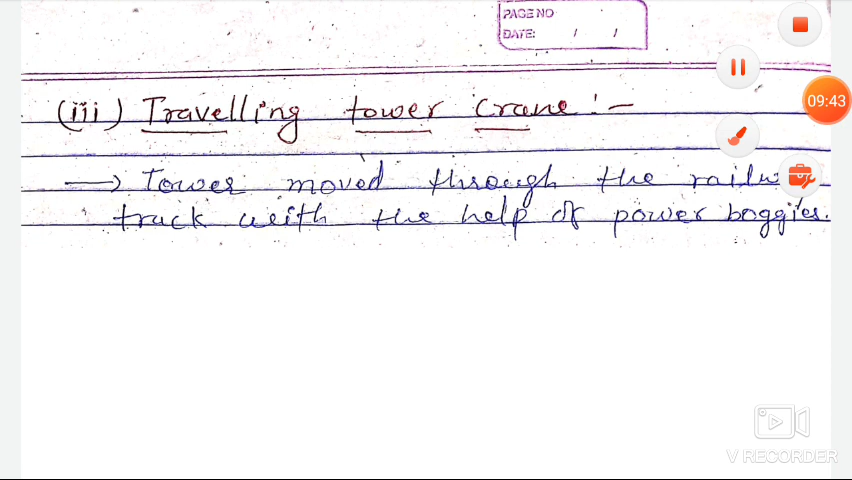 PAGE NO
DATE: / /
09:43
(iii) Travelling tower crane :-
→ Tower moved through the railw
track with the help of power boggies.
V RECORDER